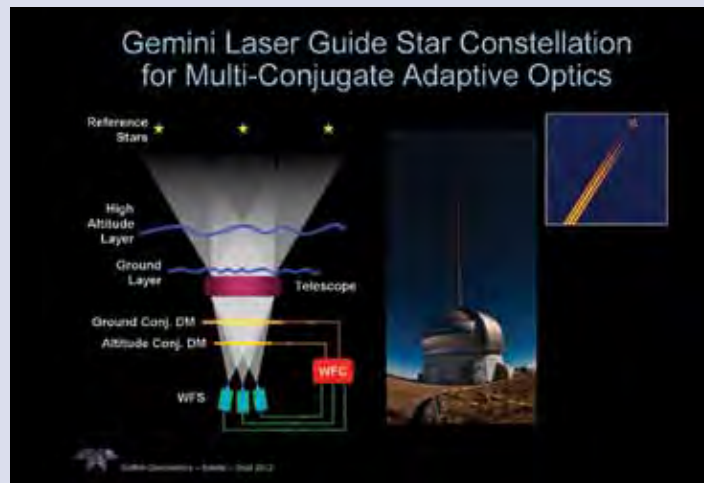 Gemini Laser Guide Star Constellation
for Multi-Conjugate Adaptive Optics
Reference
Stars
High
Altitude
Layer
Ground
Layer
Telescope
Ground Conj. DM
Altitude Conj. DM
WFC
WFS